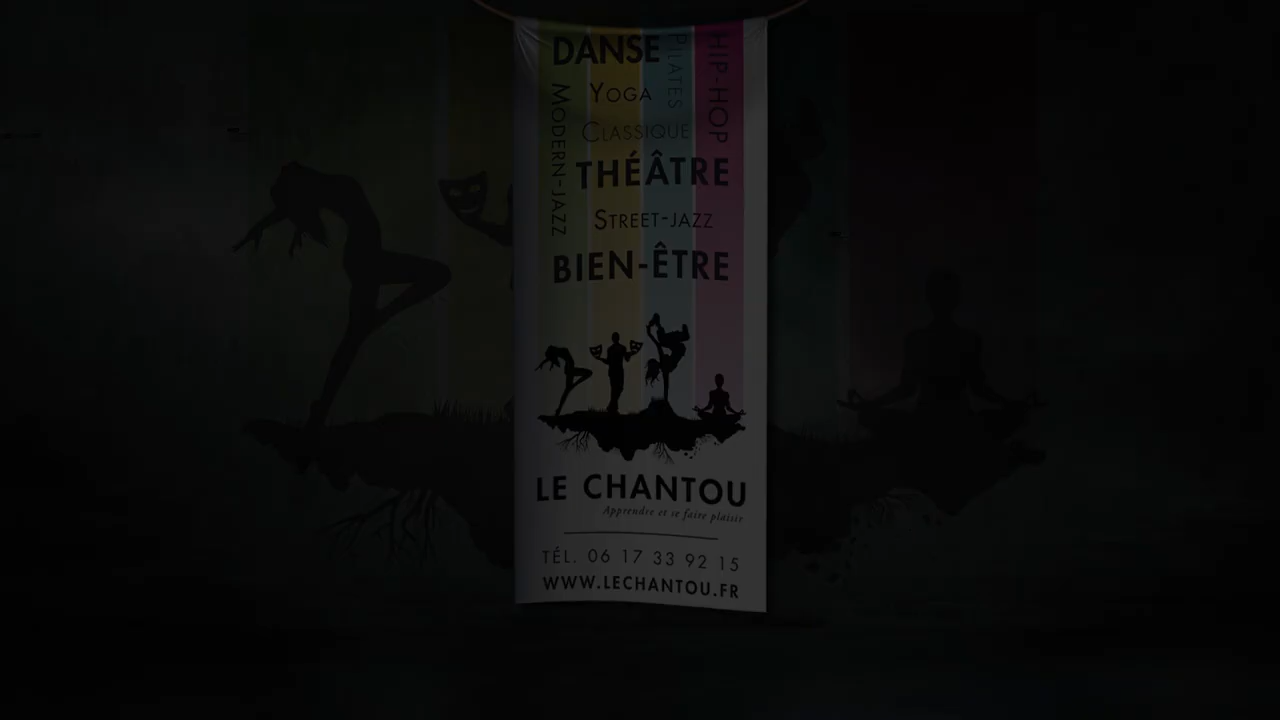 DANSE
PILATES
HIP-HOP
YOGA
MODERN-JAZZ
CLASSIQUE
THÉÂTRE
STREET-JAZZ
BIEN-ÊTRE
LE CHANTOU
Apprendre et se faire plaisir
TÉL. 06 17 33 92 15
WWW.LECHANTOU.FR